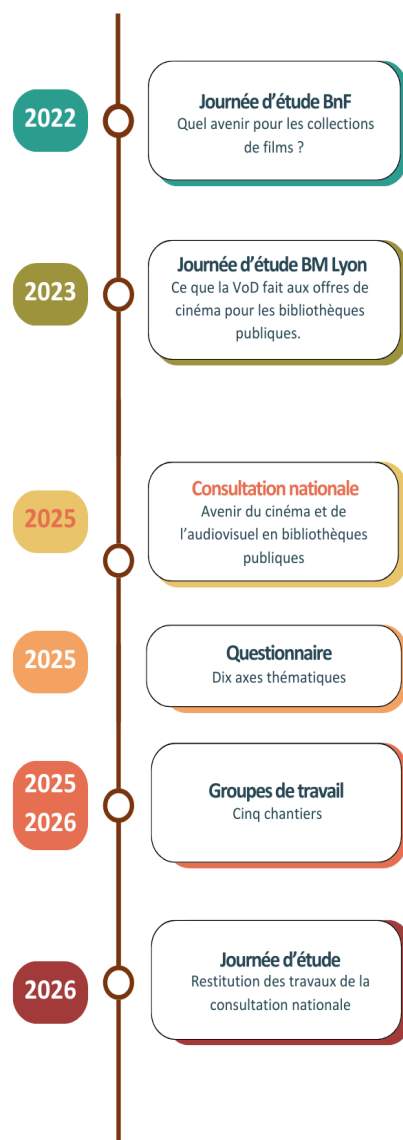 2022
Journée d'étude BnF
Quel avenir pour les collections
de films ?
2023
Journée d'étude BM Lyon
Ce que la VoD fait aux offres de
cinéma pour les bibliothèques
publiques.
2025
Consultation nationale
Avenir du cinéma et de
l'audiovisuel en bibliothèques
publiques
2025
Questionnaire
Dix axes thématiques
2025
2026
Groupes de travail
Cinq chantiers
2026
Journée d'étude
Restitution des travaux de la
consultation nationale